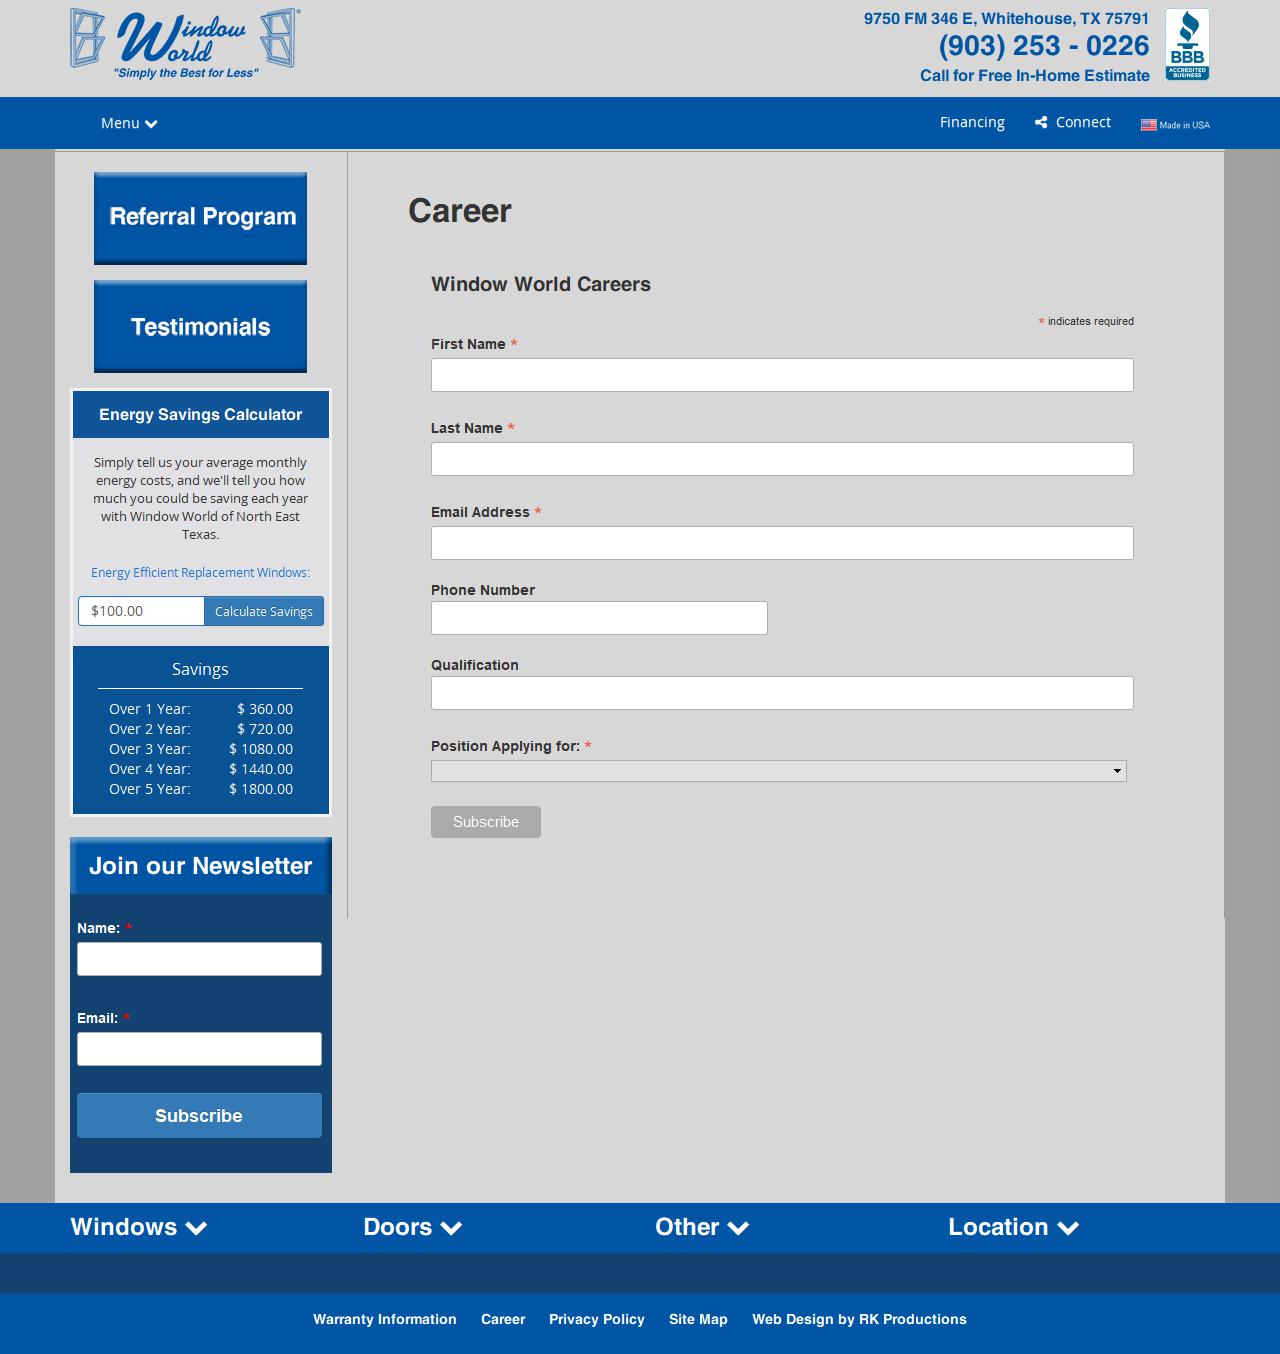 Window World ®
"Simply the Best for Less"
9750 FM 346 E, Whitehouse, TX 75791
(903) 253 - 0226
Call for Free In-Home Estimate
BBB
ACCREDITED
BUSINESS
Menu
Financing
Connect
Made in USA
Referral Program
Testimonials
Energy Savings Calculator
Simply tell us your average monthly
energy costs, and we'll tell you how
much you could be saving each year
with Window World of North East
Texas.
Energy Efficient Replacement Windows:
$100.00 Calculate Savings
Savings
Over 1 Year: $ 360.00
Over 2 Year: $ 720.00
Over 3 Year: $ 1080.00
Over 4 Year: $ 1440.00
Over 5 Year: $ 1800.00
Join our Newsletter
Name: *
Email: *
Subscribe
Career
Window World Careers
* indicates required
First Name *
Last Name *
Email Address *
Phone Number
Qualification
Position Applying for: *
Subscribe
Windows
Doors
Other
Location
Warranty Information Career Privacy Policy Site Map Web Design by RK Productions